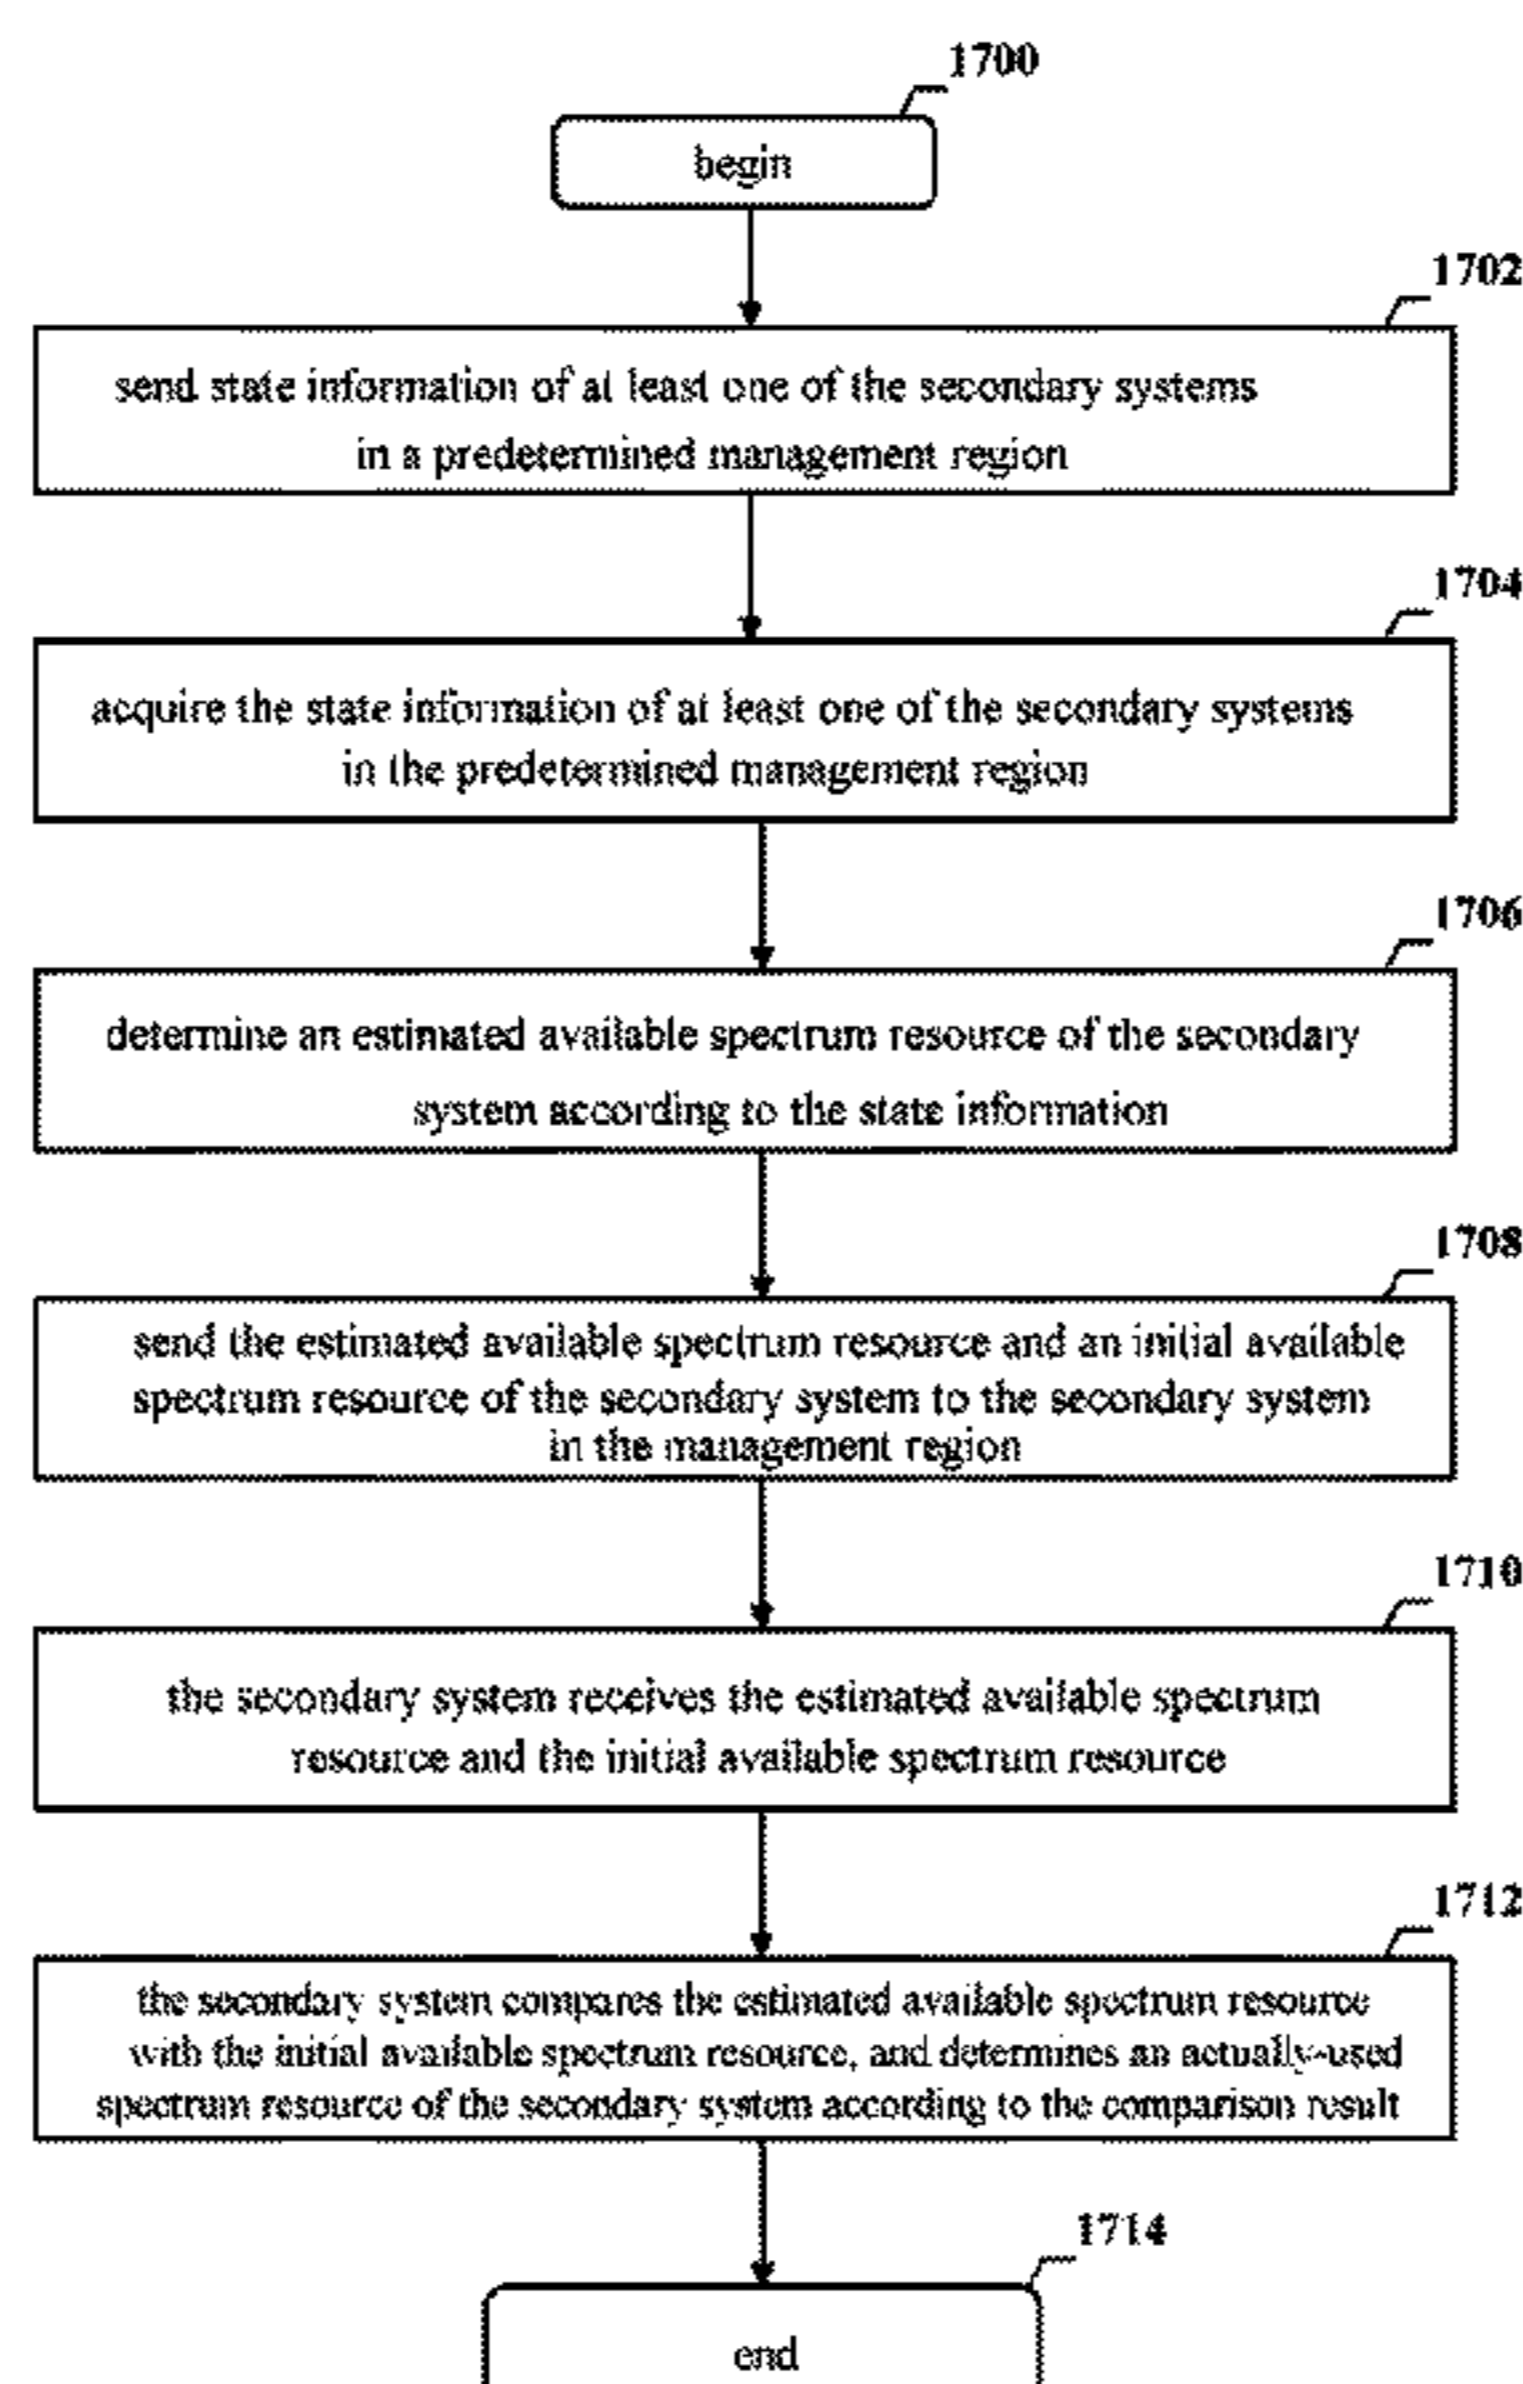 1700
begin
1702
send state information of at least one of the secondary systems
in a predetermined management region
1704
acquire the state information of at least one of the secondary systems
in the predetermined management region
1706
determine an estimated available spectrum resource of the secondary
system according to the state information
1708
send the estimated available spectrum resource and an initial available
spectrum resource of the secondary system to the secondary system
in the management region
1710
the secondary system receives the estimated available spectrum
resource and the initial available spectrum resource
1712
the secondary system compares the estimated available spectrum resource
with the initial available spectrum resource, and determines an actually-used
spectrum resource of the secondary system according to the comparison result
1714
end